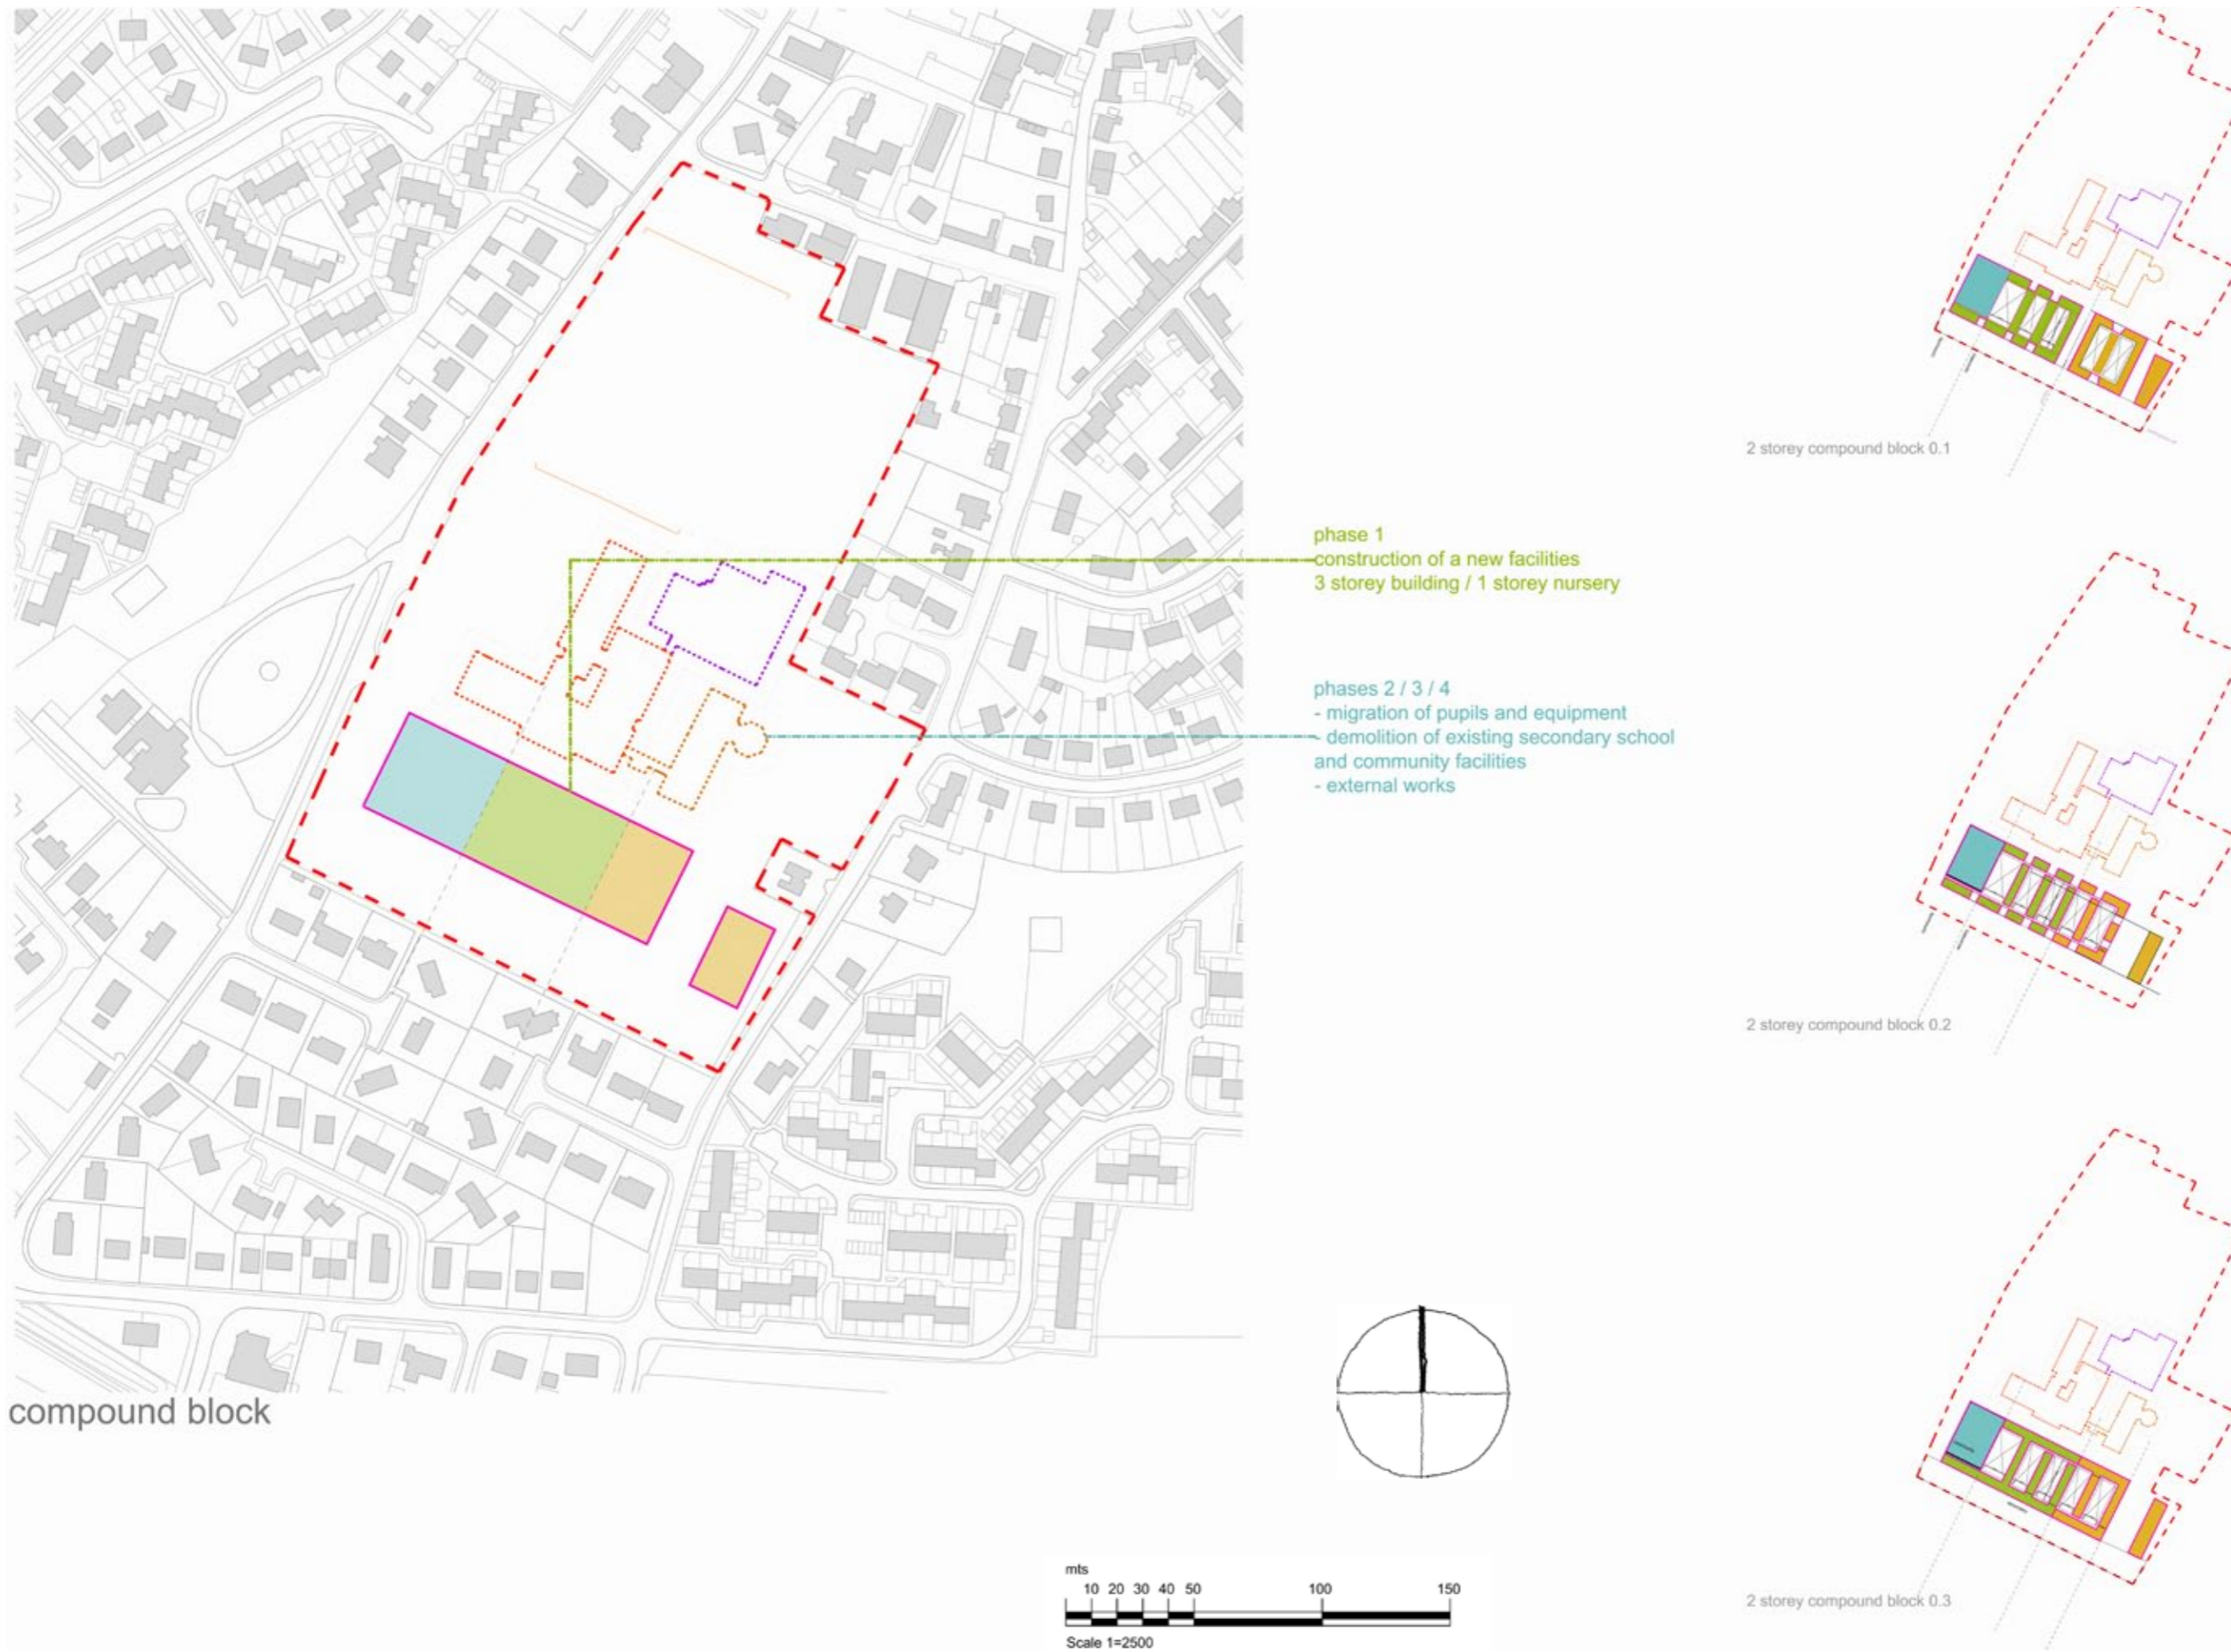 phase 1
construction of a new facilities
3 storey building / 1 storey nursery
phases 2 / 3 / 4
- migration of pupils and equipment
- demolition of existing secondary school
and community facilities
- external works
compound block
2 storey compound block 0.1
2 storey compound block 0.2
2 storey compound block 0.3
mts
10 20 30 40 50 100 150
Scale 1=2500